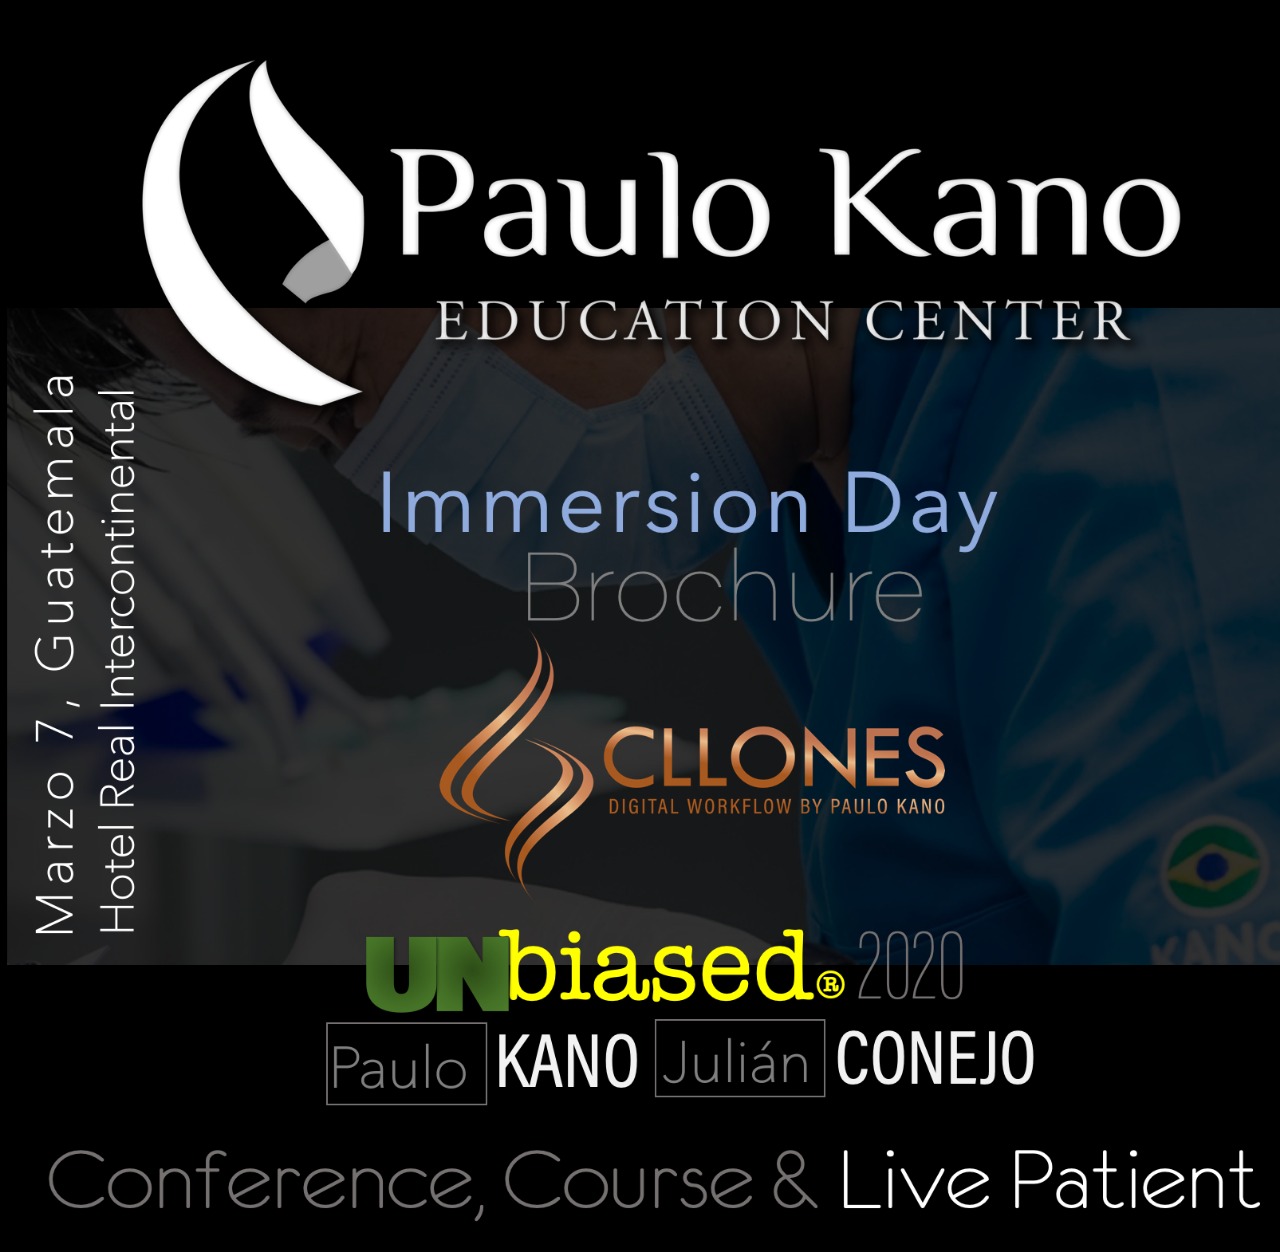 Paulo Kano
EDUCATION CENTER
Marzo 7, Guatemala
Hotel Real Intercontinental
Immersion Day
Brochure
CLLONES
DIGITAL WORKFLOW BY PAULO KANO
UNbiased® 2020
Paulo KANO Julián CONEJO
Conference, Course & Live Patient
KANO